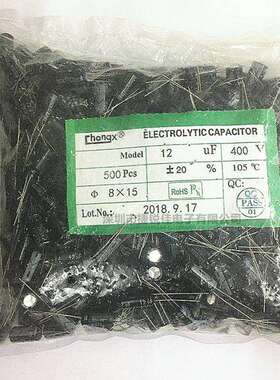 Chongx® ELECTROLYTIC CAPACITOR
Model 12 uF 400 V
500 Pcs ±20 % 105℃
Φ 8×15 RoHS QC: QC PASS 01
Lot.No.: 2018.9.17